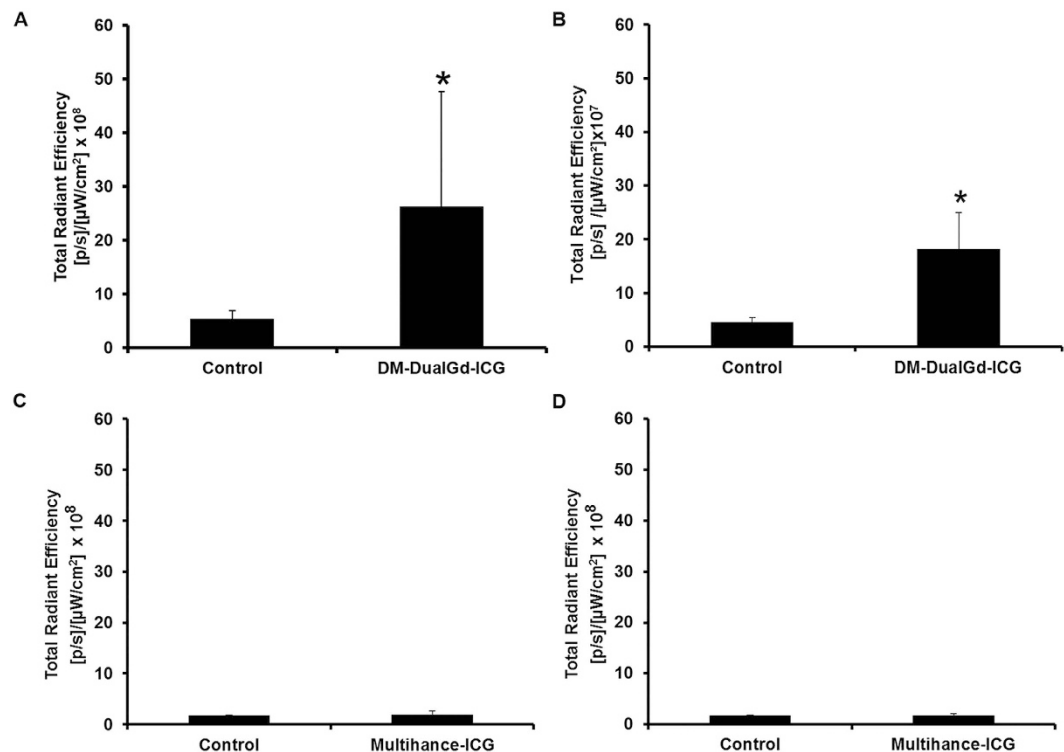 A
Total Radiant Efficiency
[p/s]/[µW/cm²] x 10⁸
60
50
40
30
20
10
0
*
Control
DM-DualGd-ICG
B
Total Radiant Efficiency
[p/s] /[µW/cm²]x10⁷
60
50
40
30
20
10
0
*
Control
DM-DualGd-ICG
C
Total Radiant Efficiency
[p/s]/[µW/cm²] x 10⁸
60
50
40
30
20
10
0
Control
Multihance-ICG
D
Total Radiant Efficiency
[p/s]/[µW/cm²] x 10⁸
60
50
40
30
20
10
0
Control
Multihance-ICG